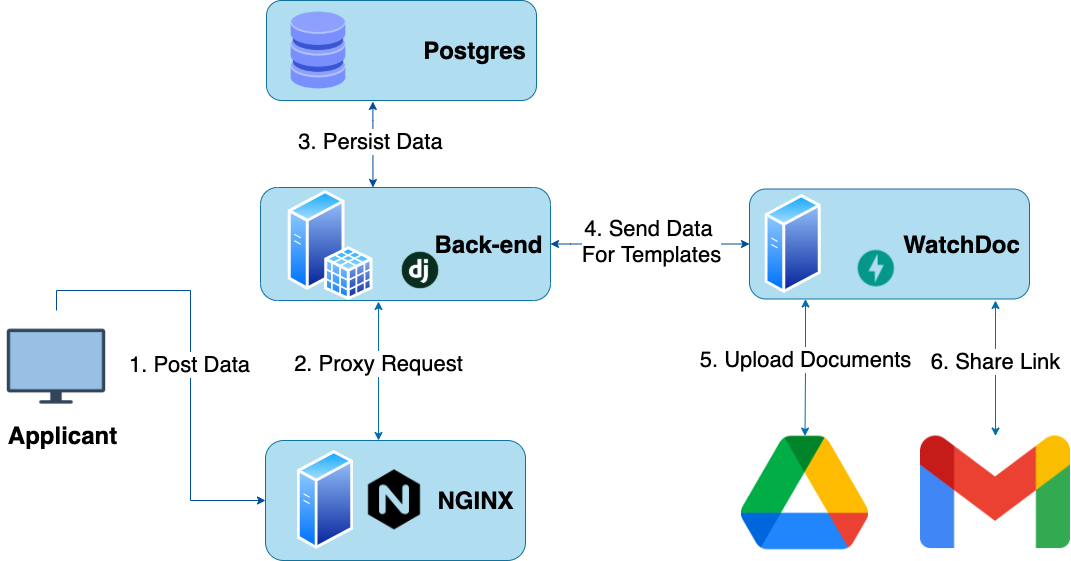 Postgres
3. Persist Data
Back-end
dj
4. Send Data
For Templates
WatchDoc
1. Post Data
2. Proxy Request
5. Upload Documents
6. Share Link
Applicant
N
NGINX